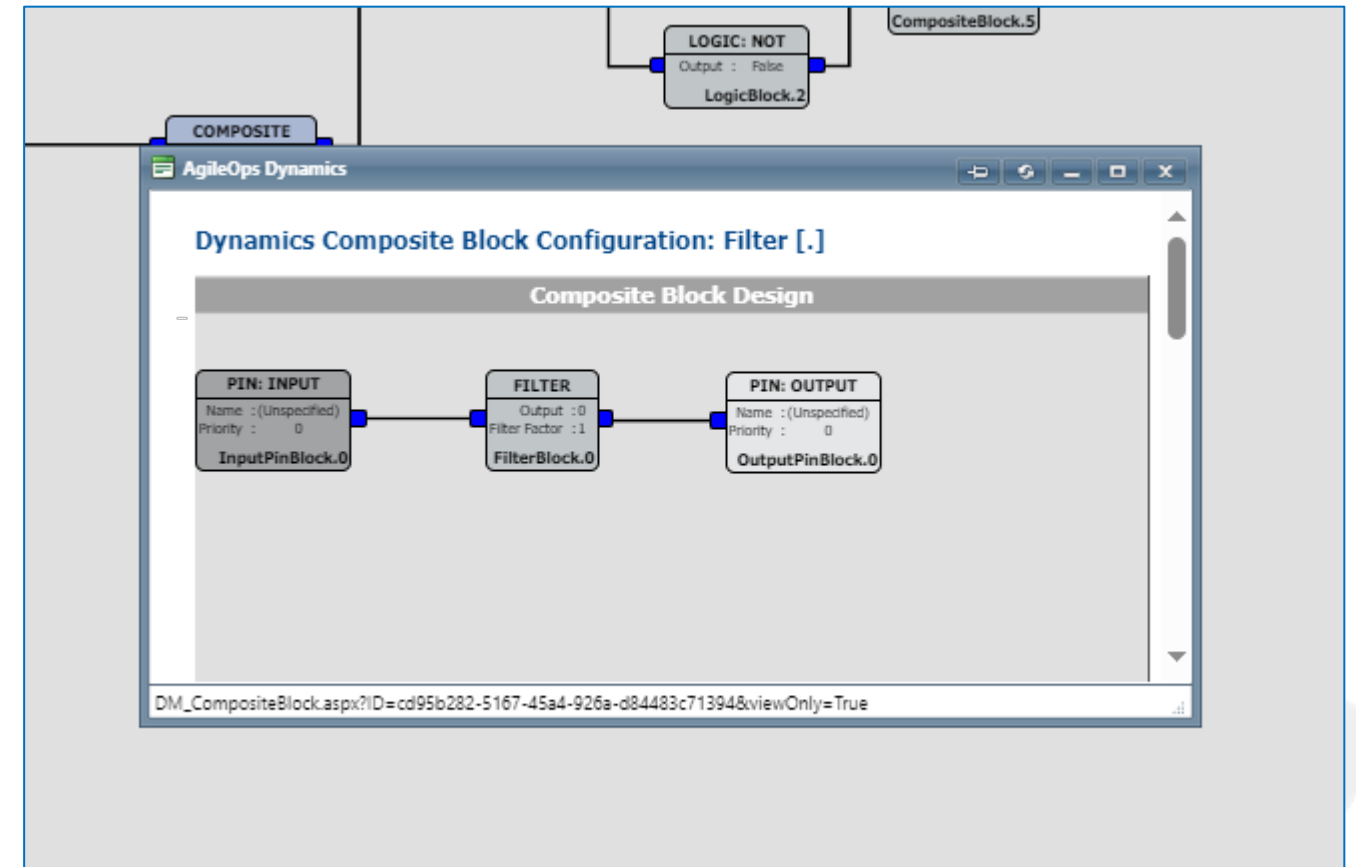 CompositeBlock.5
LOGIC: NOT
Output : False
LogicBlock.2
COMPOSITE
AgileOps Dynamics
Dynamics Composite Block Configuration: Filter [.]
Composite Block Design
PIN: INPUT
Name :(Unspecified)
Priority : 0
InputPinBlock.0
FILTER
Output :0
Filter Factor :1
FilterBlock.0
PIN: OUTPUT
Name :(Unspecified)
Priority : 0
OutputPinBlock.0
DM_CompositeBlock.aspx?ID=cd95b282-5167-45a4-926a-d84483c71394&viewOnly=True